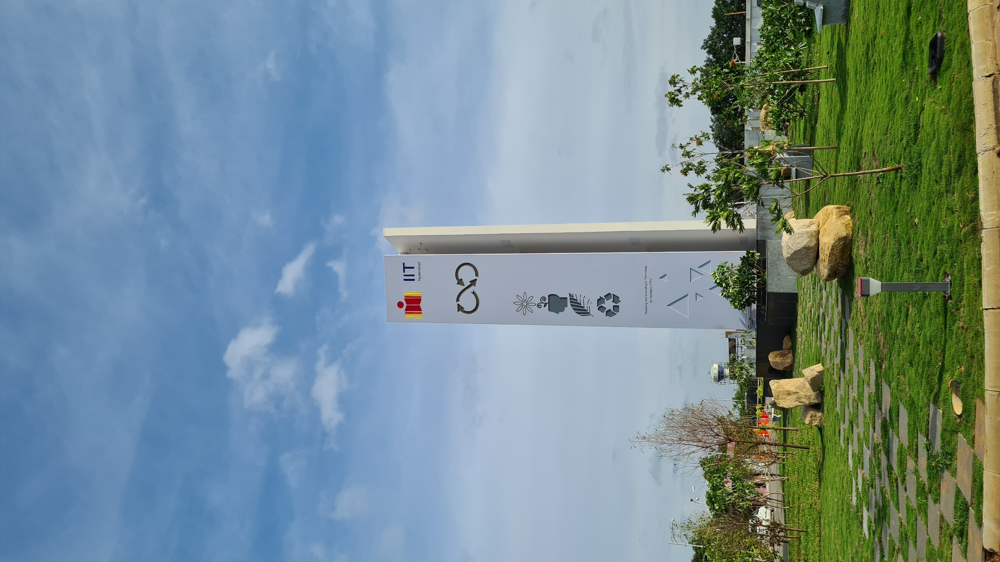 IIT
Hyderabad
"Inventing and Innovating in Technology
for Humanity (IITH)"